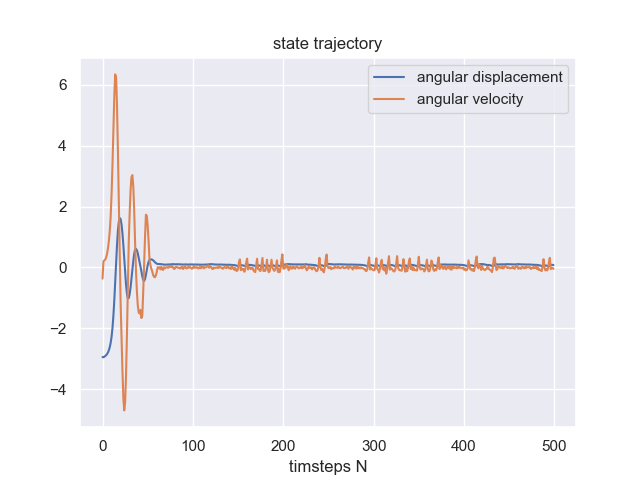 state trajectory
angular displacement
angular velocity
6
4
2
0
−2
−4
0 100 200 300 400 500
timsteps N